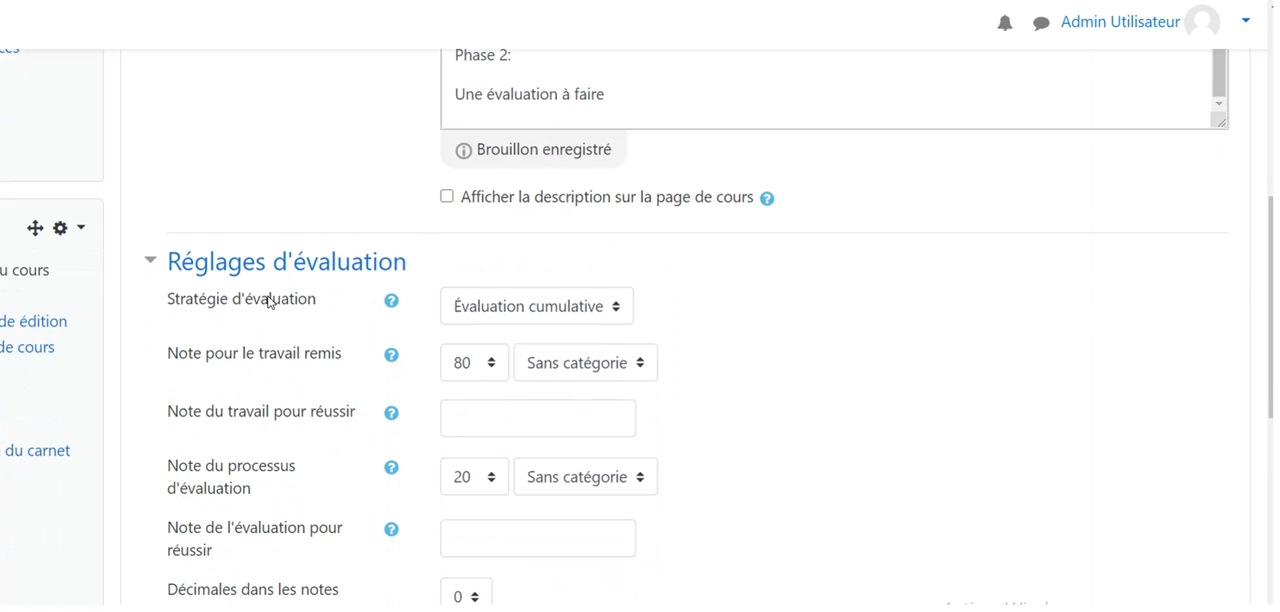 Admin Utilisateur
Phase 2:
Une évaluation à faire
Brouillon enregistré
Afficher la description sur la page de cours
u cours
de édition
de cours
du carnet
Réglages d'évaluation
Stratégie d'évaluation
Évaluation cumulative
Note pour le travail remis
80 Sans catégorie
Note du travail pour réussir
Note du processus
d'évaluation
20 Sans catégorie
Note de l'évaluation pour
réussir
Décimales dans les notes
0